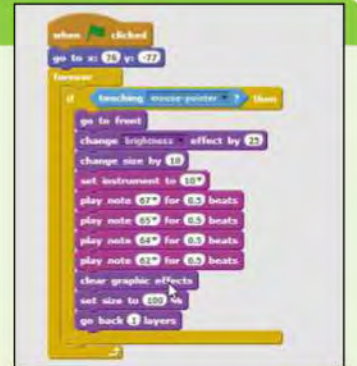 when clicked
go to x: 76 y: -77
forever
if touching mouse-pointer ? then
go to front
change brightness effect by 25
change size by 10
set instrument to 10
play note 67 for 0.5 beats
play note 65 for 0.5 beats
play note 64 for 0.5 beats
play note 62 for 0.5 beats
clear graphic effects
set size to 100 %
go back 1 layers